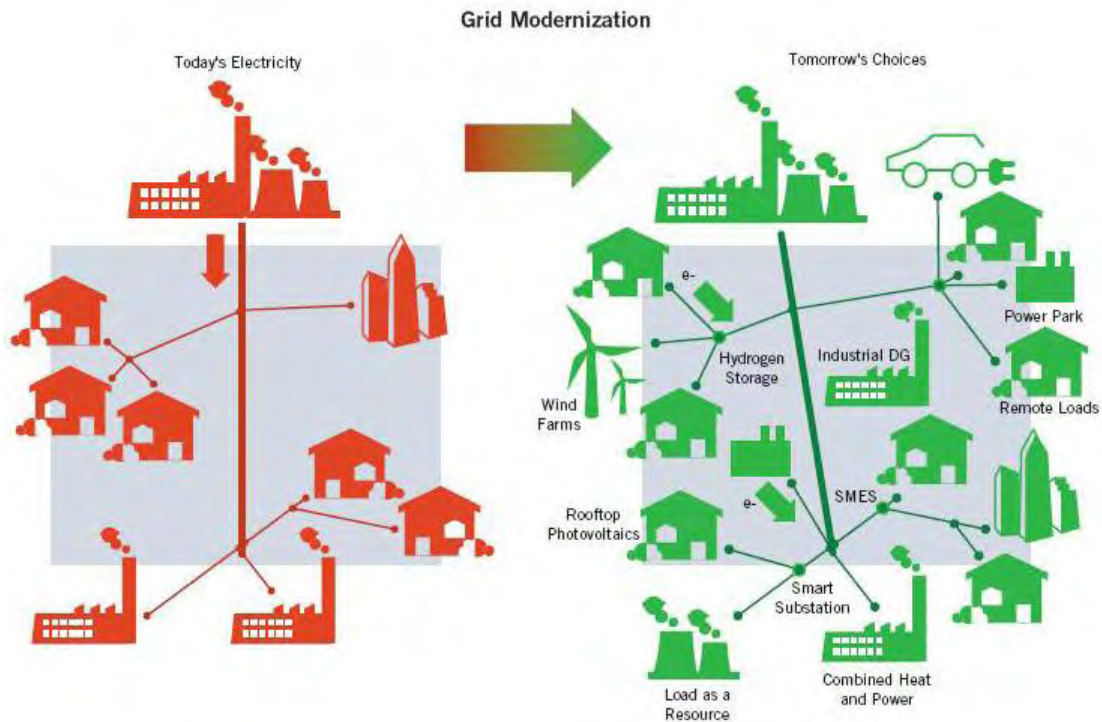 Grid Modernization
Today's Electricity
Tomorrow's Choices
e-
Power Park
Hydrogen
Storage
Industrial DG
Wind
Farms
Remote Loads
SMES
e-
Rooftop
Photovoltaics
Smart
Substation
Load as a
Resource
Combined Heat
and Power